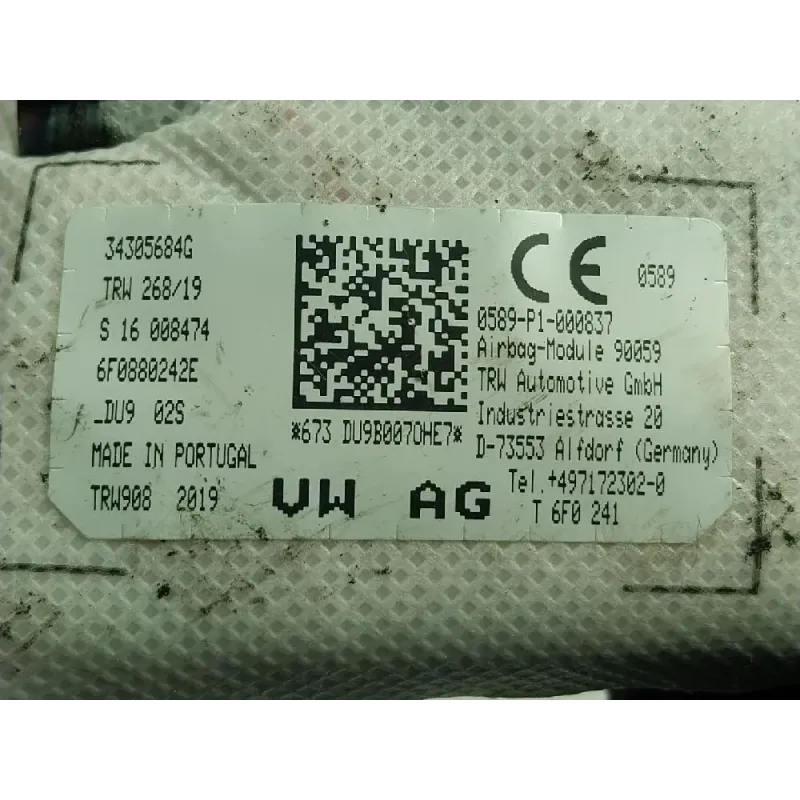 34305684G
TRW 268/19
S 16 008474
6F0880242E
_DU9 02S
MADE IN PORTUGAL
TRW908 2019
*673 DU9B0070HE7*
VW AG
CE 0589
0589-P1-000837
Airbag-Module 90059
TRW Automotive GmbH
Industriestrasse 20
D-73553 Alfdorf (Germany)
Tel.+497172302-0
T 6F0 241